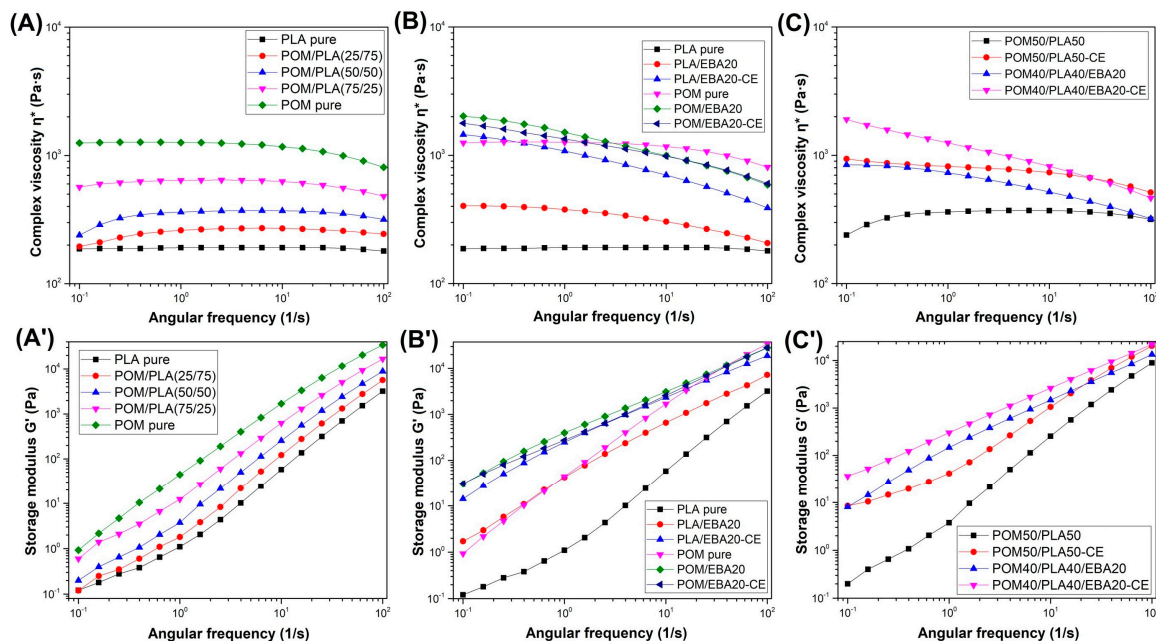 (A)
Complex viscosity η* (Pa·s)
10⁴
10³
10²
PLA pure
POM/PLA(25/75)
POM/PLA(50/50)
POM/PLA(75/25)
POM pure
10⁻¹ 10⁰ 10¹ 10²
Angular frequency (1/s)
(B)
Complex viscosity η* (Pa·s)
10⁴
10³
10²
PLA pure
PLA/EBA20
PLA/EBA20-CE
POM pure
POM/EBA20
POM/EBA20-CE
10⁻¹ 10⁰ 10¹ 10²
Angular frequency (1/s)
(C)
Complex viscosity η* (Pa·s)
10⁴
10³
10²
POM50/PLA50
POM50/PLA50-CE
POM40/PLA40/EBA20
POM40/PLA40/EBA20-CE
10⁻¹ 10⁰ 10¹ 10²
Angular frequency (1/s)
(A')
Storage modulus G' (Pa)
10⁴
10³
10²
10¹
10⁰
10⁻¹
PLA pure
POM/PLA(25/75)
POM/PLA(50/50)
POM/PLA(75/25)
POM pure
10⁻¹ 10⁰ 10¹ 10²
Angular frequency (1/s)
(B')
Storage modulus G' (Pa)
10⁴
10³
10²
10¹
10⁰
10⁻¹
PLA pure
PLA/EBA20
PLA/EBA20-CE
POM pure
POM/EBA20
POM/EBA20-CE
10⁻¹ 10⁰ 10¹ 10²
Angular frequency (1/s)
(C')
Storage modulus G' (Pa)
10⁴
10³
10²
10¹
10⁰
10⁻¹
POM50/PLA50
POM50/PLA50-CE
POM40/PLA40/EBA20
POM40/PLA40/EBA20-CE
10⁻¹ 10⁰ 10¹ 10
Angular frequency (1/s)